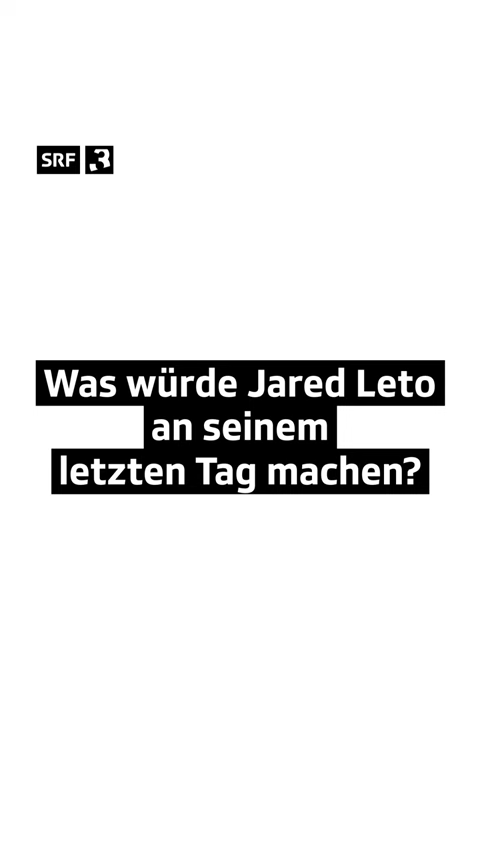 SRF 3
Was würde Jared Leto
an seinem
letzten Tag machen?